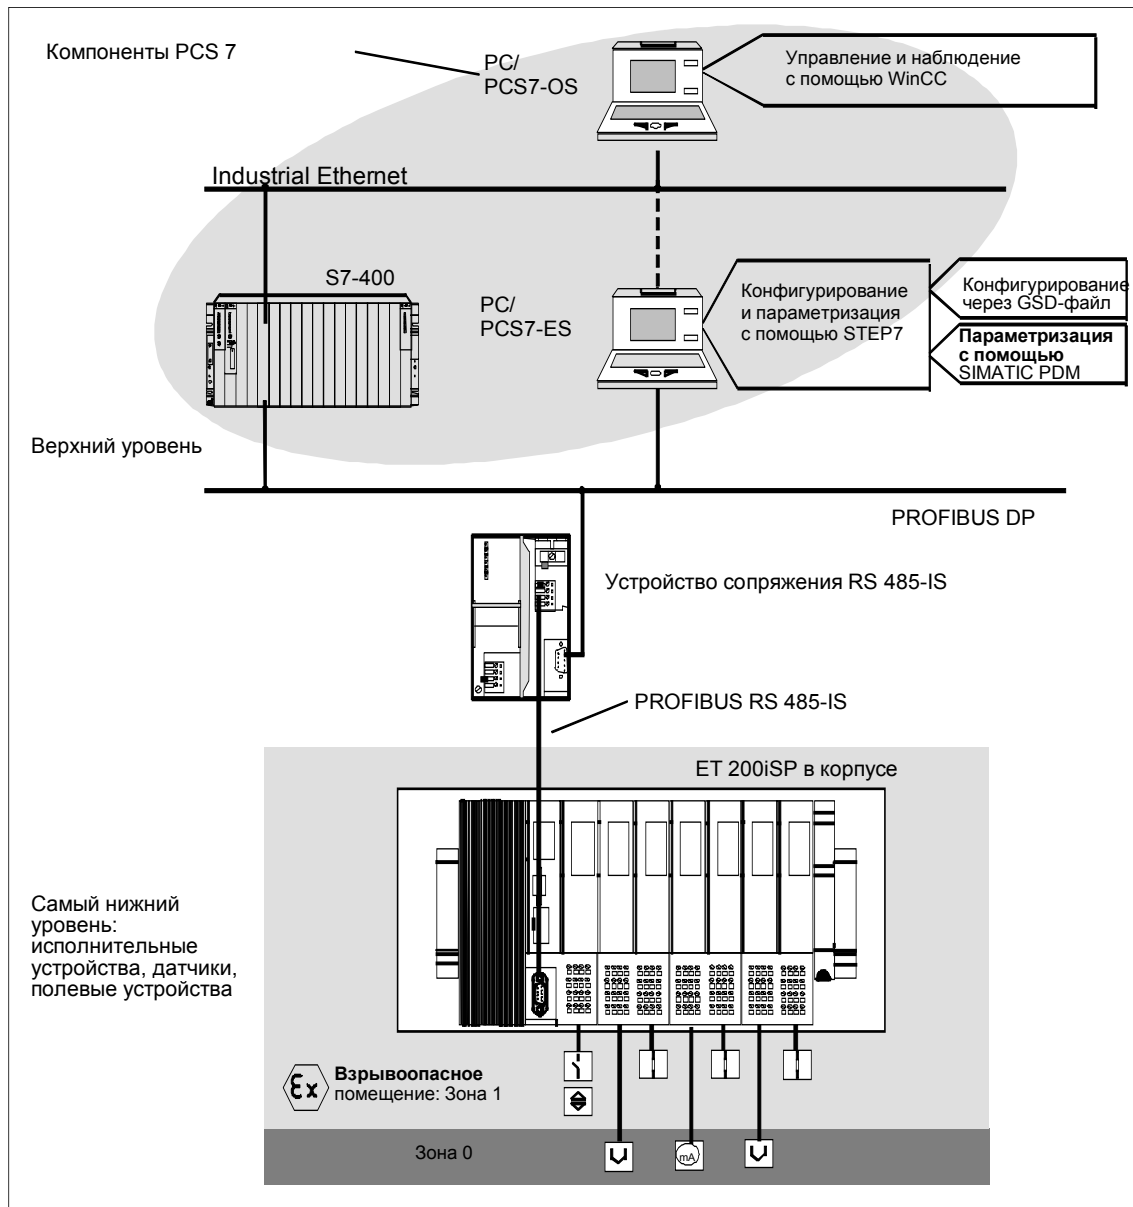 Компоненты PCS 7
PC/
PCS7-OS
Управление и наблюдение
с помощью WinCC
Industrial Ethernet
S7-400
PC/
PCS7-ES
Конфигурирование
и параметризация
с помощью STEP7
Конфигурирование
через GSD-файл
Параметризация
с помощью
SIMATIC PDM
Верхний уровень
PROFIBUS DP
Устройство сопряжения RS 485-IS
PROFIBUS RS 485-IS
ET 200iSP в корпусе
Самый нижний
уровень:
исполнительные
устройства, датчики,
полевые устройства
Ex
Взрывоопасное
помещение: Зона 1
Зона 0
mA